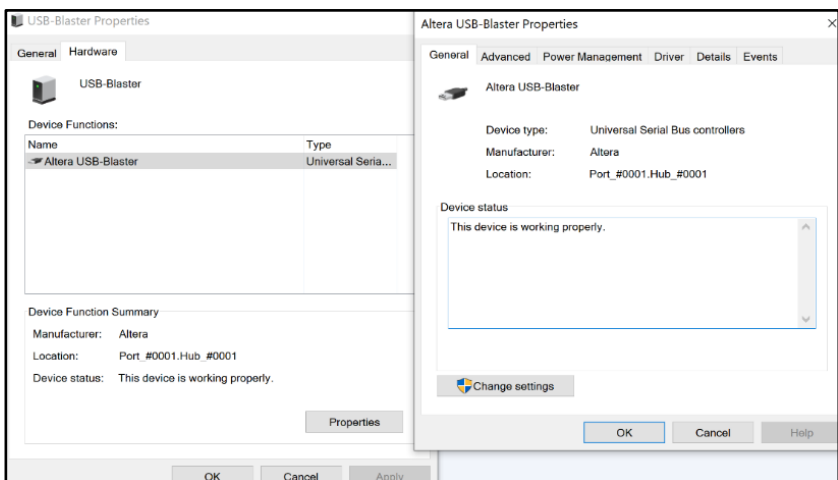 USB-Blaster Properties
General Hardware
USB-Blaster
Device Functions:
Name Type
Altera USB-Blaster Universal Seria...
Device Function Summary
Manufacturer: Altera
Location: Port_#0001.Hub_#0001
Device status: This device is working properly.
Properties
OK Cancel Apply
Altera USB-Blaster Properties
General Advanced Power Management Driver Details Events
Altera USB-Blaster
Device type: Universal Serial Bus controllers
Manufacturer: Altera
Location: Port_#0001.Hub_#0001
Device status
This device is working properly.
Change settings
OK Cancel Help